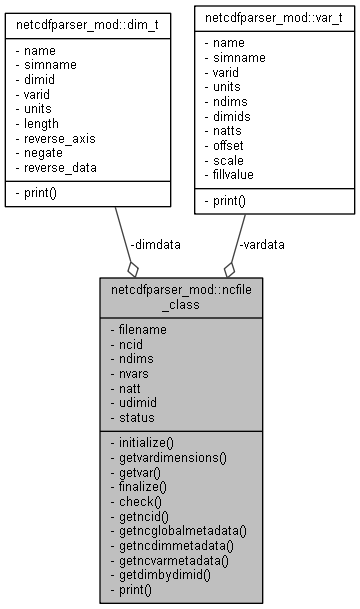 netcdfparser_mod::dim_t
- name
- simname
- dimid
- varid
- units
- length
- reverse_axis
- negate
- reverse_data
- print()
netcdfparser_mod::var_t
- name
- simname
- varid
- units
- ndims
- dimids
- natts
- offset
- scale
- fillvalue
- print()
-dimdata
-vardata
netcdfparser_mod::ncfile
_class
- filename
- ncid
- ndims
- nvars
- natt
- udimid
- status
- initialize()
- getvardimensions()
- getvar()
- finalize()
- check()
- getncid()
- getncglobalmetadata()
- getncdimmetadata()
- getncvarmetadata()
- getdimbydimid()
- print()